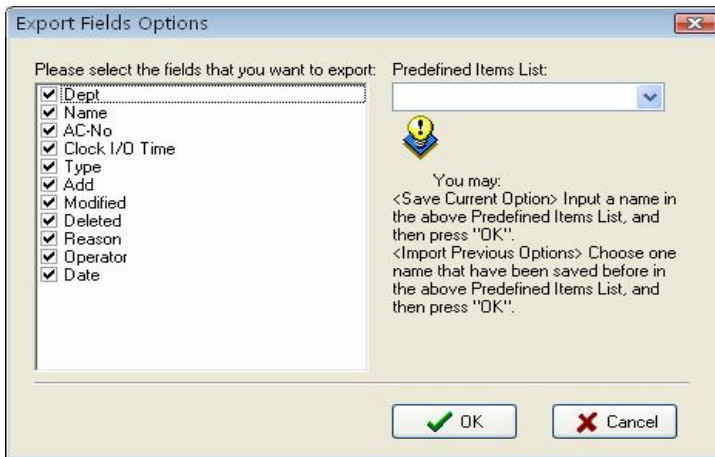 Export Fields Options
Please select the fields that you want to export:
Dept
Name
AC-No
Clock I/O Time
Type
Add
Modified
Deleted
Reason
Operator
Date
Predefined Items List:
You may:
<Save Current Option> Input a name in
the above Predefined Items List, and
then press "OK".
<Import Previous Options> Choose one
name that have been saved before in
the above Predefined Items List, and
then press "OK".
OK
Cancel